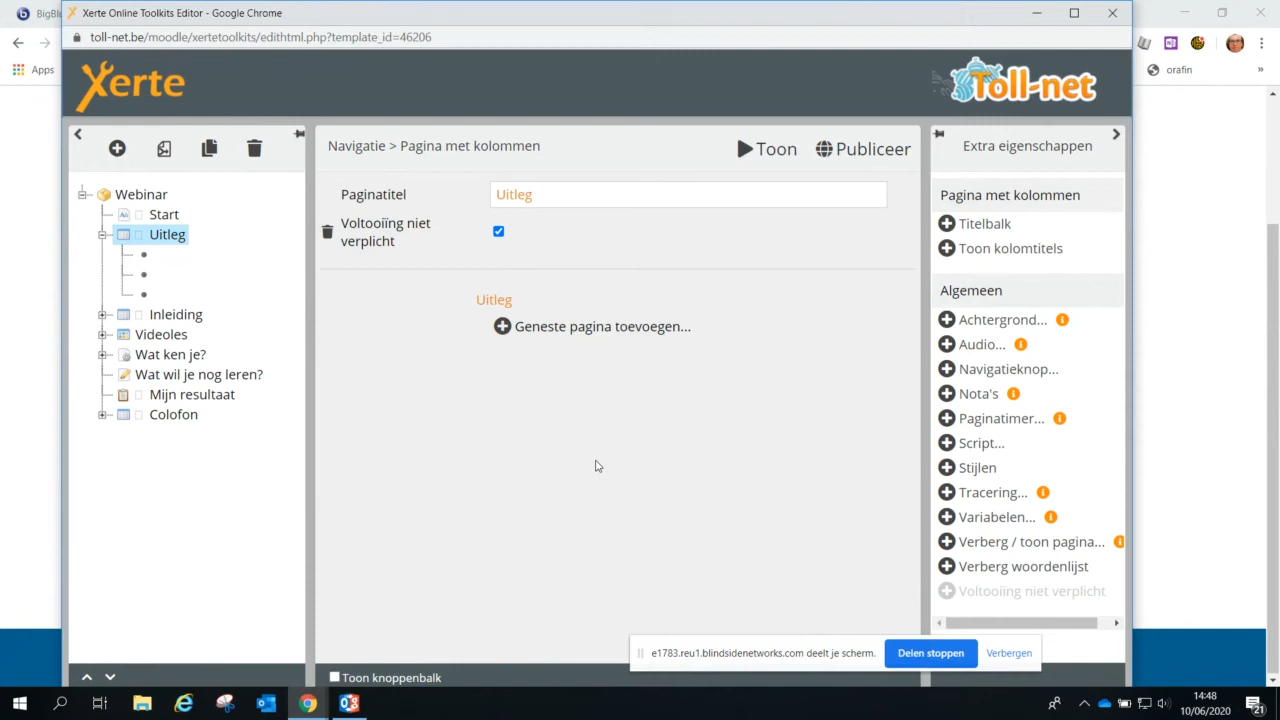 BigBl
Xerte Online Toolkits Editor - Google Chrome
toll-net.be/moodle/xertetoolkits/edithtml.php?template_id=46206
Apps
orafin
»
Xerte
Toll-net
Navigatie > Pagina met kolommen
Toon
Publiceer
Extra eigenschappen
Webinar
Start
Uitleg
Inleiding
Videoles
Wat ken je?
Wat wil je nog leren?
Mijn resultaat
Colofon
Paginatitel
Uitleg
Voltooiing niet
verplicht
Uitleg
Geneste pagina toevoegen...
Pagina met kolommen
Titelbalk
Toon kolomtitels
Algemeen
Achtergrond...
Audio...
Navigatieknop...
Nota's
Paginatimer...
Script...
Stijlen
Tracering...
Variabelen...
Verberg / toon pagina...
Verberg woordenlijst
Voltooiing niet verplicht
e1783.reu1.blindsidenetworks.com deelt je scherm.
Delen stoppen
Verbergen
Toon knoppenbalk
14:48
10/06/2020
21